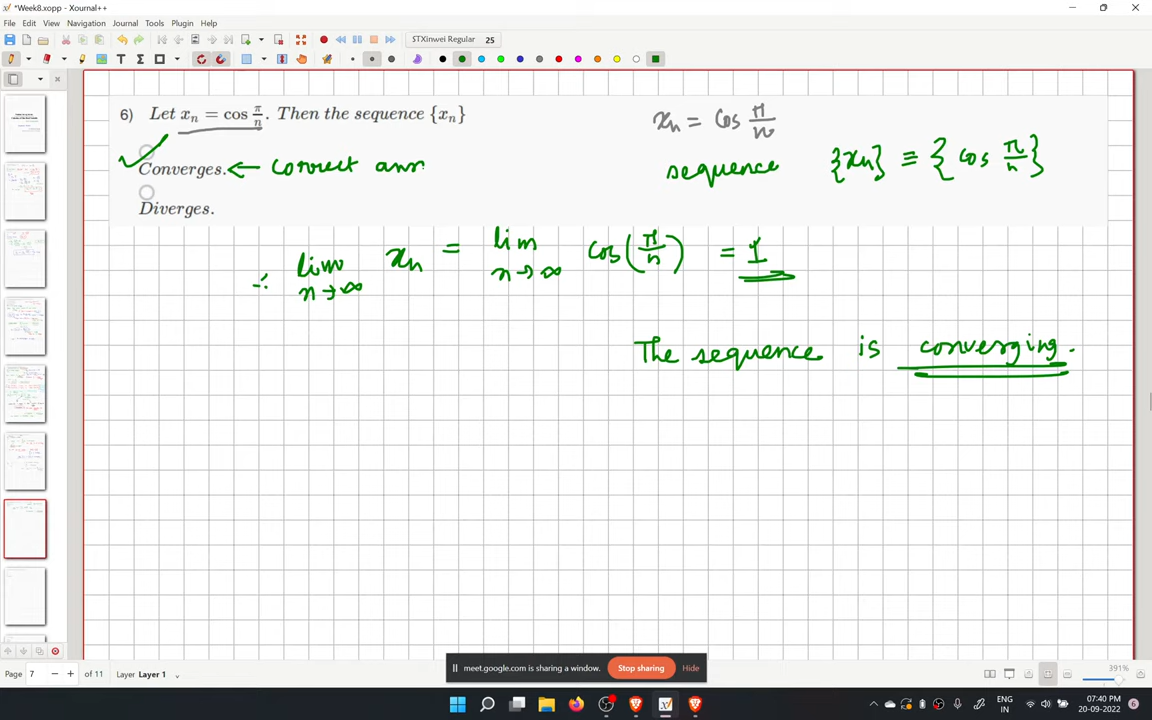 *Week8.xopp - Xournal++
File Edit View Navigation Journal Tools Plugin Help
STXinwei Regular 25
6) Let xₙ = cos π/n. Then the sequence {xₙ}
xₙ = cos π/n
Converges. ← correct ans
sequence {xₙ} ≡ {cos π/n}
Diverges.
∴ lim n→∞ xₙ = lim n→∞ cos(π/n) = 1
The sequence is converging.
meet.google.com is sharing a window. Stop sharing Hide
Page 7 of 11 Layer Layer 1
391%
ENG
IN
07:40 PM
20-09-2022
6